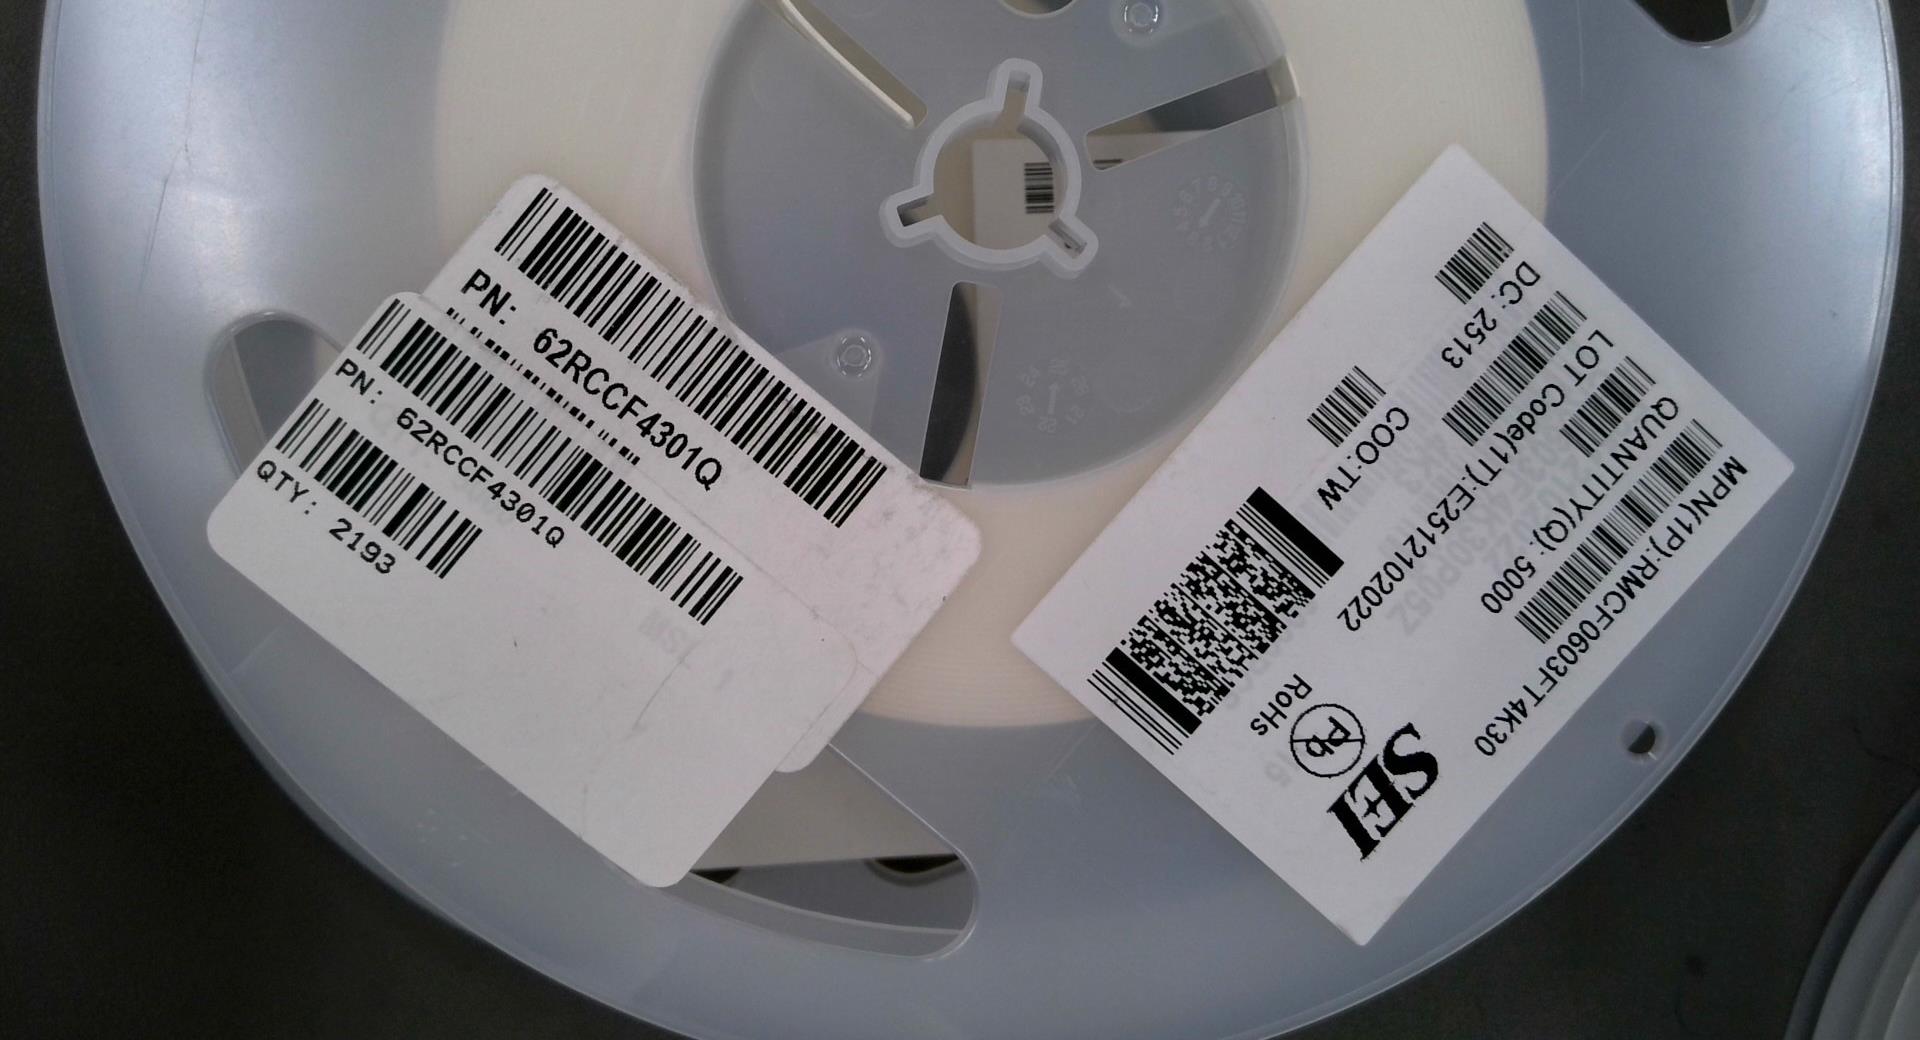 PN: 62RCCF4301Q
PN: 62RCCF4301Q
QTY: 2193
MPN(1P):RMCF0603FT4K30
QUANTITY(Q): 5000
LOT Code(1T):E2512102022
DC: 2513
COO:TW
RoHs
Pb
SEI